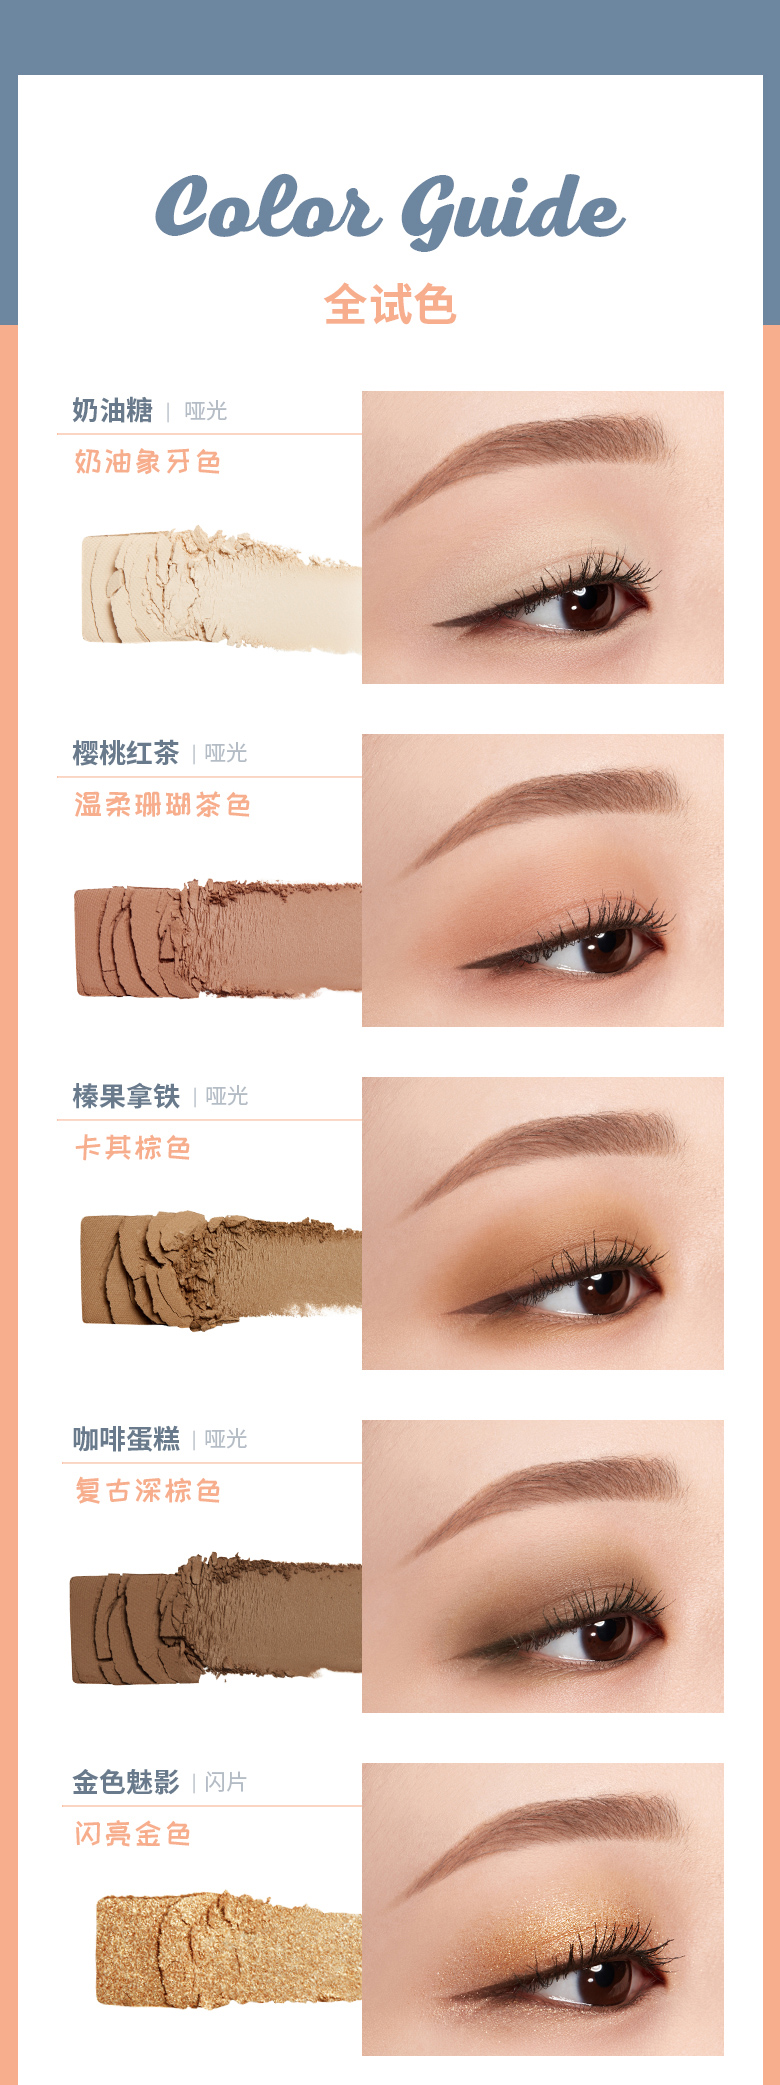 Color Guide
全试色
奶油糖 | 哑光
奶油象牙色
樱桃红茶 | 哑光
温柔珊瑚茶色
榛果拿铁 | 哑光
卡其棕色
咖啡蛋糕 | 哑光
复古深棕色
金色魅影 | 闪片
闪亮金色